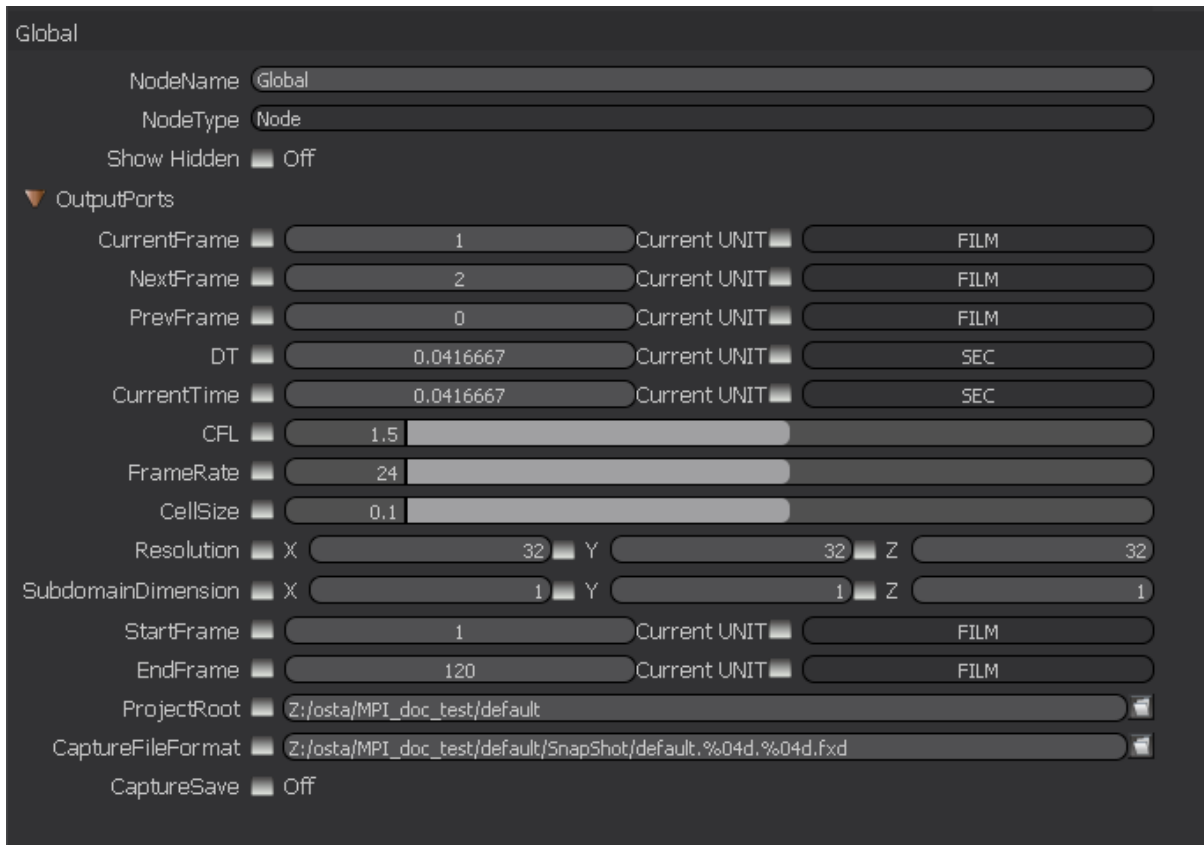 Global
NodeName Global
NodeType Node
Show Hidden Off
OutputPorts
CurrentFrame 1 Current UNIT FILM
NextFrame 2 Current UNIT FILM
PrevFrame 0 Current UNIT FILM
DT 0.0416667 Current UNIT SEC
CurrentTime 0.0416667 Current UNIT SEC
CFL 1.5
FrameRate 24
CellSize 0.1
Resolution X 32 Y 32 Z 32
SubdomainDimension X 1 Y 1 Z 1
StartFrame 1 Current UNIT FILM
EndFrame 120 Current UNIT FILM
ProjectRoot Z:/osta/MPI_doc_test/default
CaptureFileFormat Z:/osta/MPI_doc_test/default/SnapShot/default.%04d.%04d.fxd
CaptureSave Off